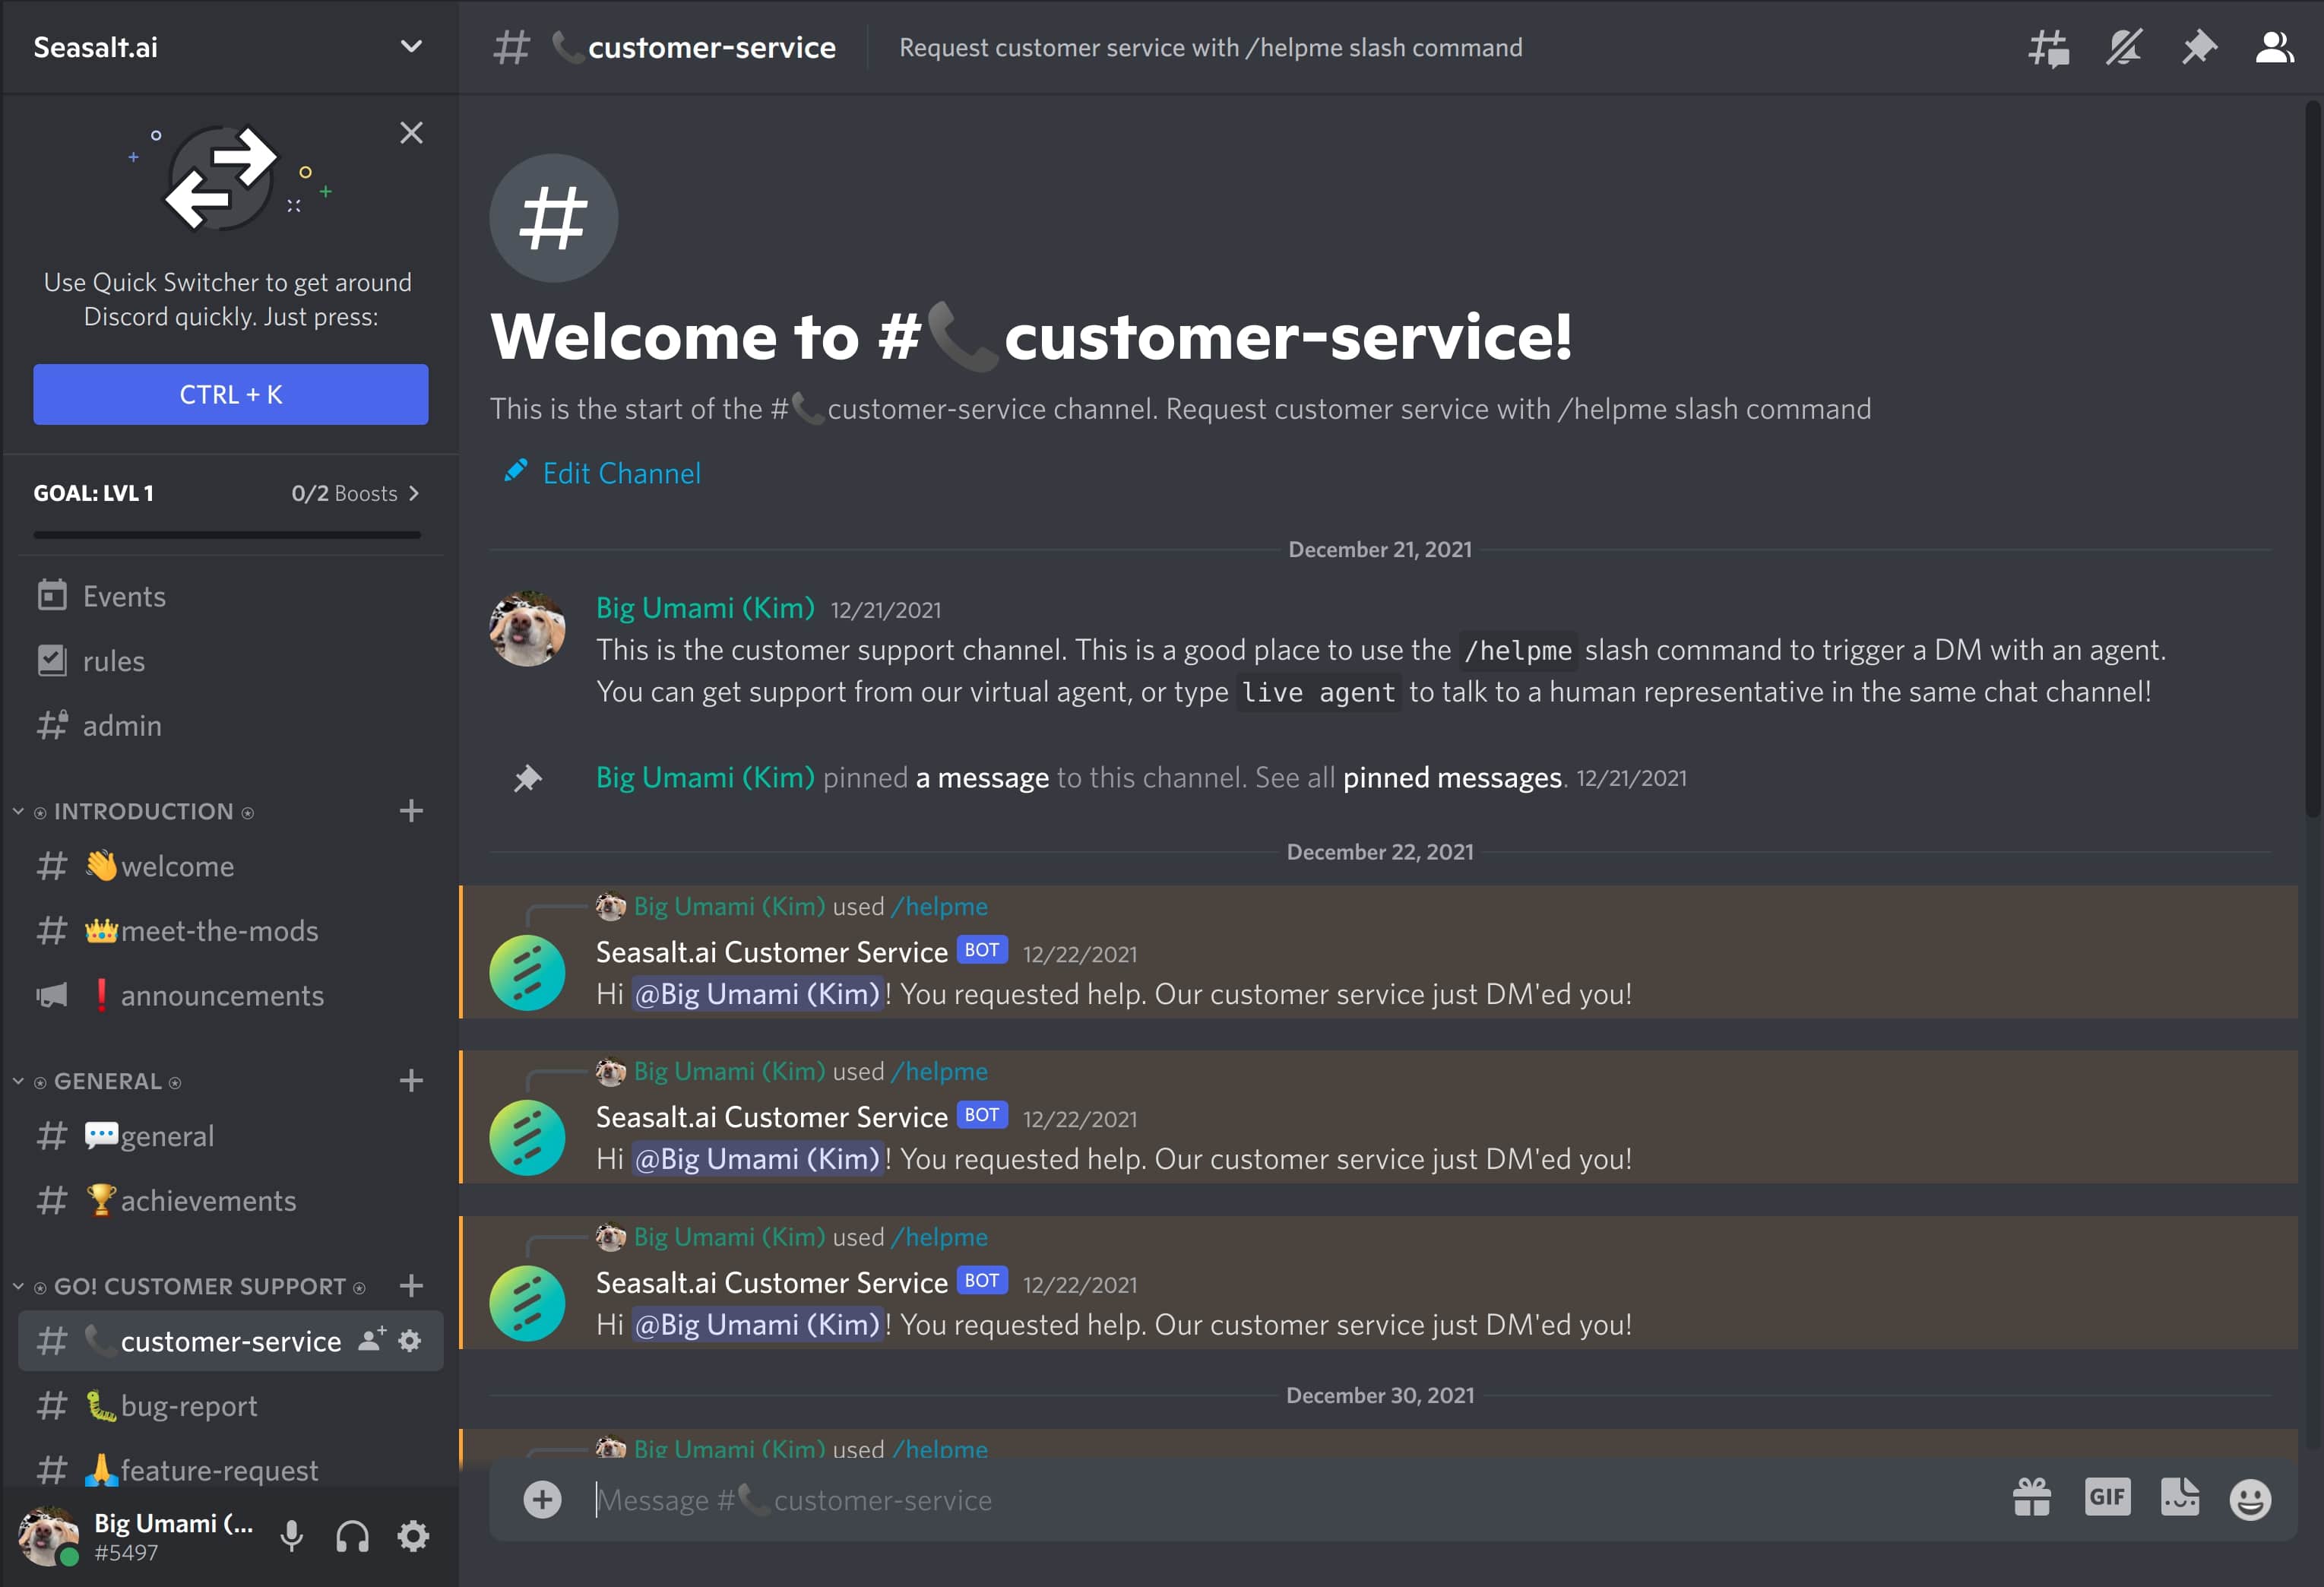 Seasalt.ai
Use Quick Switcher to get around
Discord quickly. Just press:
CTRL + K
GOAL: LVL 1 0/2 Boosts
Events
rules
admin
INTRODUCTION
welcome
meet-the-mods
announcements
GENERAL
general
achievements
GO! CUSTOMER SUPPORT
customer-service
bug-report
feature-request
Big Umami (...
#5497
# 📞customer-service Request customer service with /helpme slash command
Welcome to #📞customer-service!
This is the start of the #📞customer-service channel. Request customer service with /helpme slash command
Edit Channel
December 21, 2021
Big Umami (Kim) 12/21/2021
This is the customer support channel. This is a good place to use the /helpme slash command to trigger a DM with an agent.
You can get support from our virtual agent, or type live agent to talk to a human representative in the same chat channel!
Big Umami (Kim) pinned a message to this channel. See all pinned messages. 12/21/2021
December 22, 2021
Big Umami (Kim) used /helpme
Seasalt.ai Customer Service BOT 12/22/2021
Hi @Big Umami (Kim)! You requested help. Our customer service just DM'ed you!
Big Umami (Kim) used /helpme
Seasalt.ai Customer Service BOT 12/22/2021
Hi @Big Umami (Kim)! You requested help. Our customer service just DM'ed you!
Big Umami (Kim) used /helpme
Seasalt.ai Customer Service BOT 12/22/2021
Hi @Big Umami (Kim)! You requested help. Our customer service just DM'ed you!
December 30, 2021
Big Umami (Kim) used /helpme
Message #📞customer-service
GIF